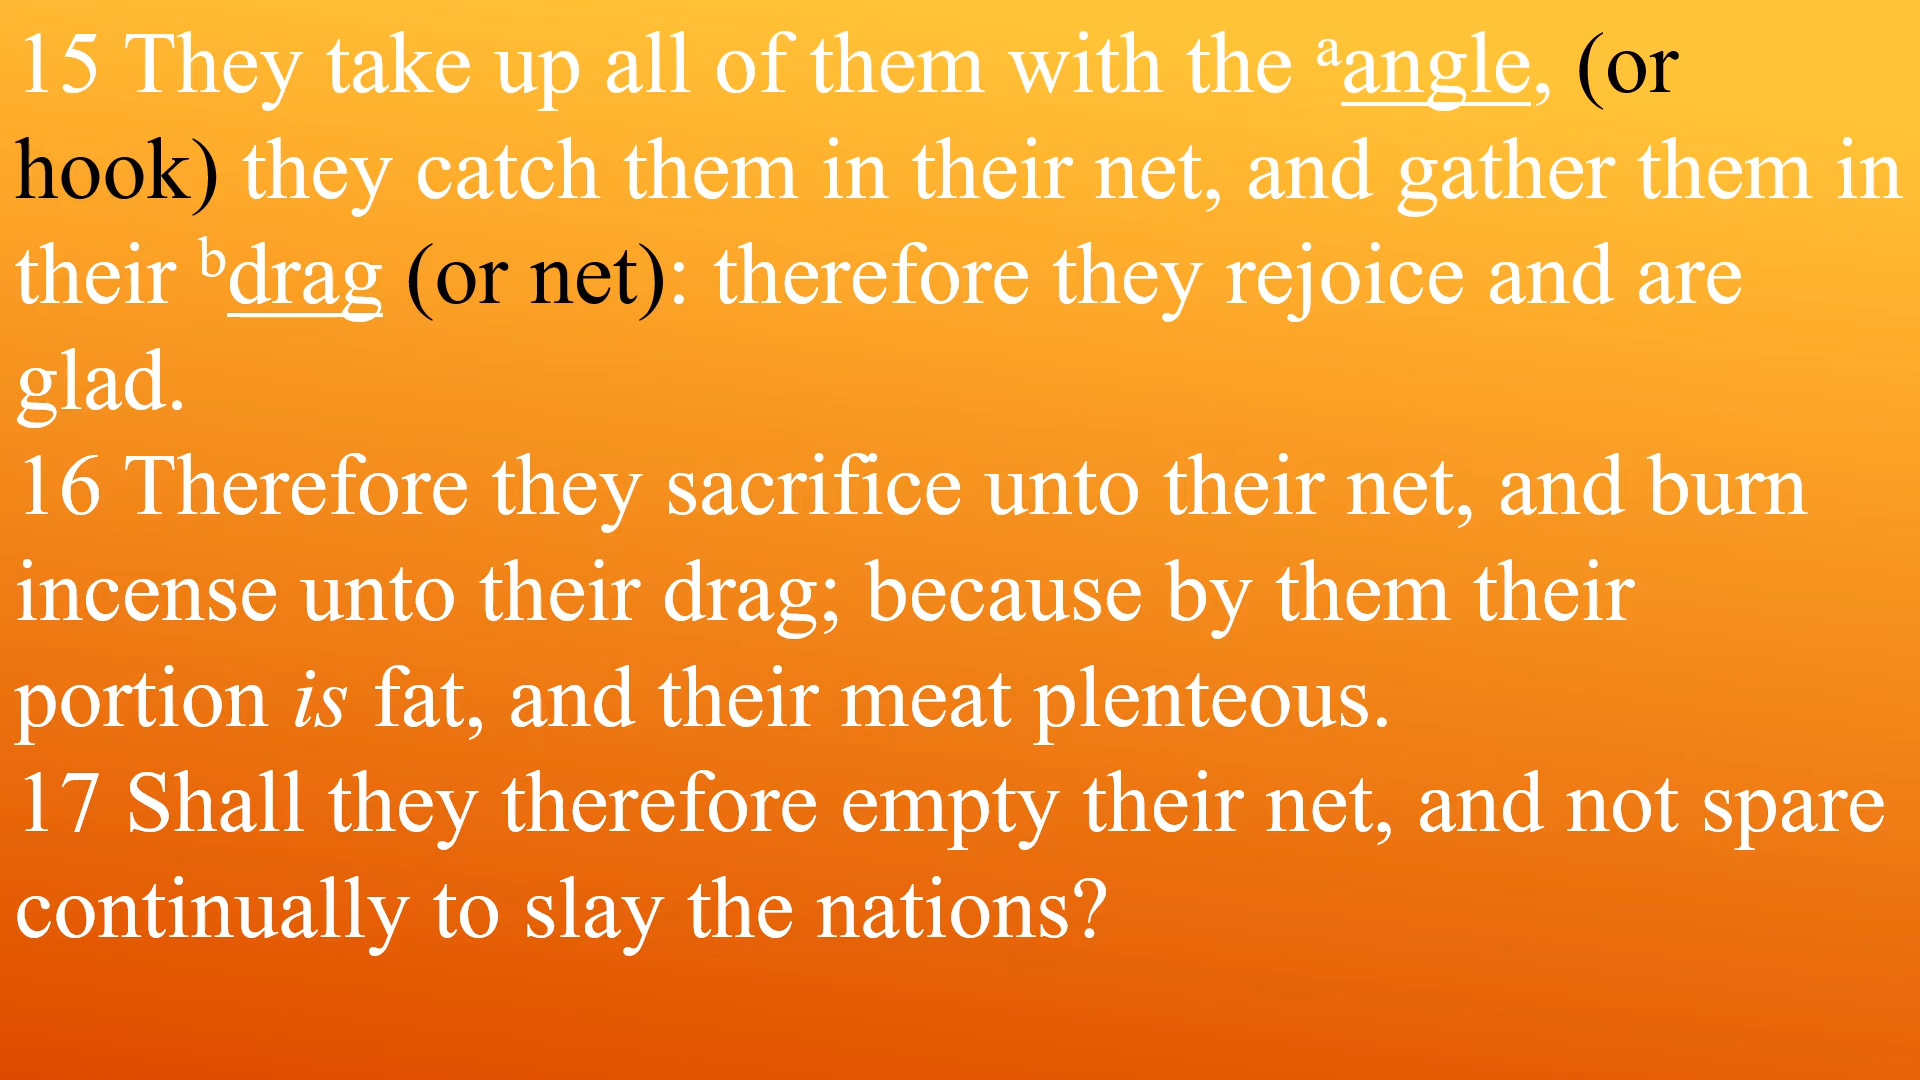 15 They take up all of them with the ᵃangle, (or
hook) they catch them in their net, and gather them in
their ᵇdrag (or net): therefore they rejoice and are
glad.
16 Therefore they sacrifice unto their net, and burn
incense unto their drag; because by them their
portion is fat, and their meat plenteous.
17 Shall they therefore empty their net, and not spare
continually to slay the nations?